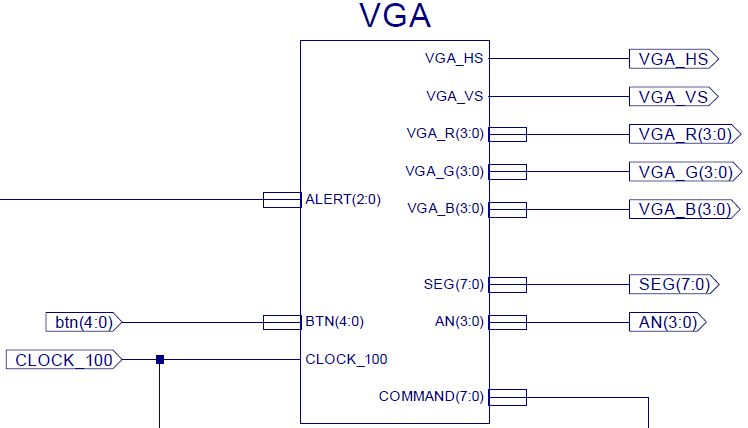 VGA
VGA_HS
VGA_HS
VGA_VS
VGA_VS
VGA_R(3:0)
VGA_R(3:0)
VGA_G(3:0)
VGA_G(3:0)
ALERT(2:0)
VGA_B(3:0)
VGA_B(3:0)
SEG(7:0)
SEG(7:0)
btn(4:0)
BTN(4:0)
AN(3:0)
AN(3:0)
CLOCK_100
CLOCK_100
COMMAND(7:0)